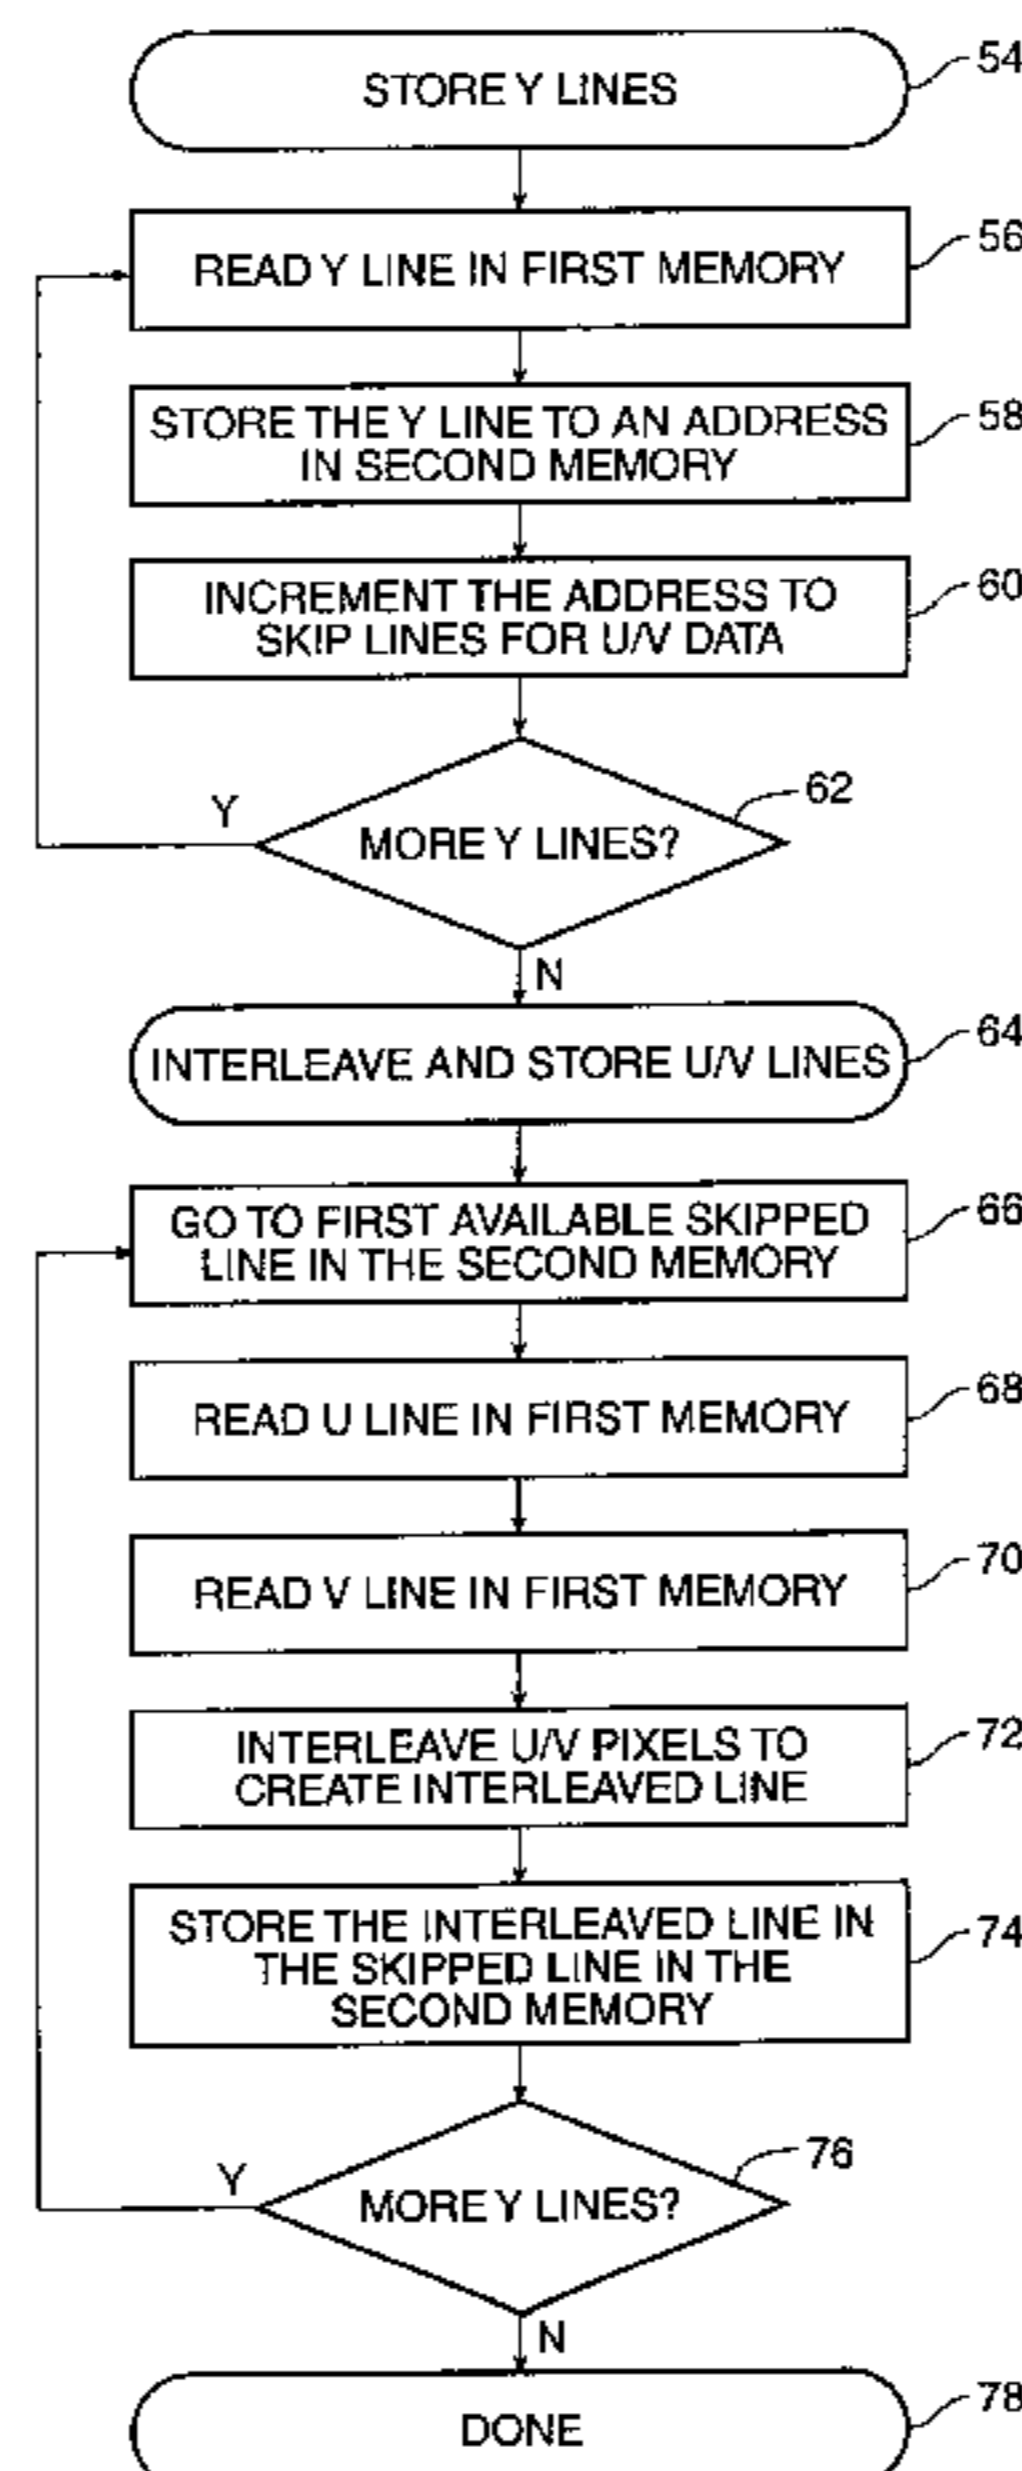 STORE Y LINES
54
READ Y LINE IN FIRST MEMORY
56
STORE THE Y LINE TO AN ADDRESS
IN SECOND MEMORY
58
INCREMENT THE ADDRESS TO
SKIP LINES FOR U/V DATA
60
MORE Y LINES?
62
Y
N
INTERLEAVE AND STORE U/V LINES
64
GO TO FIRST AVAILABLE SKIPPED
LINE IN THE SECOND MEMORY
66
READ U LINE IN FIRST MEMORY
68
READ V LINE IN FIRST MEMORY
70
INTERLEAVE U/V PIXELS TO
CREATE INTERLEAVED LINE
72
STORE THE INTERLEAVED LINE IN
THE SKIPPED LINE IN THE
SECOND MEMORY
74
MORE Y LINES?
76
Y
N
DONE
78